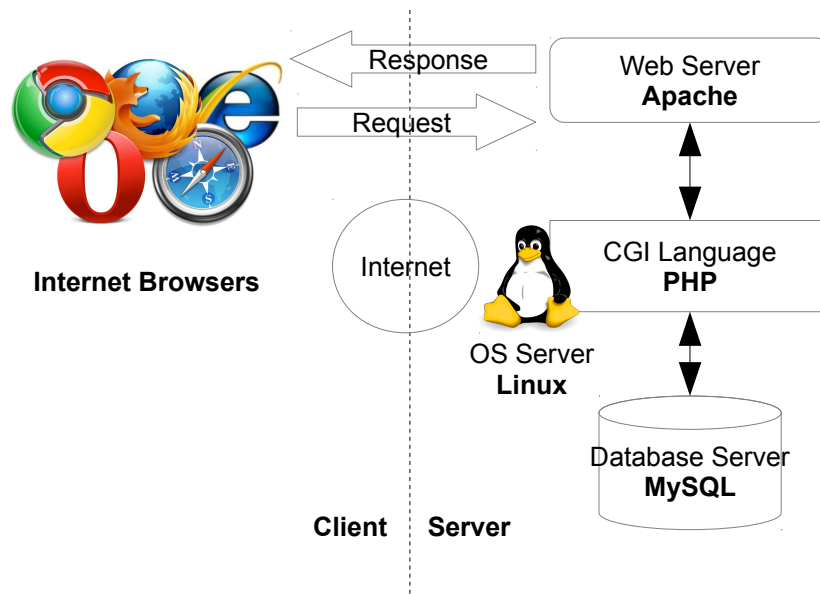 Response
Request
Web Server
Apache
Internet Browsers
Internet
CGI Language
PHP
OS Server
Linux
Database Server
MySQL
Client
Server